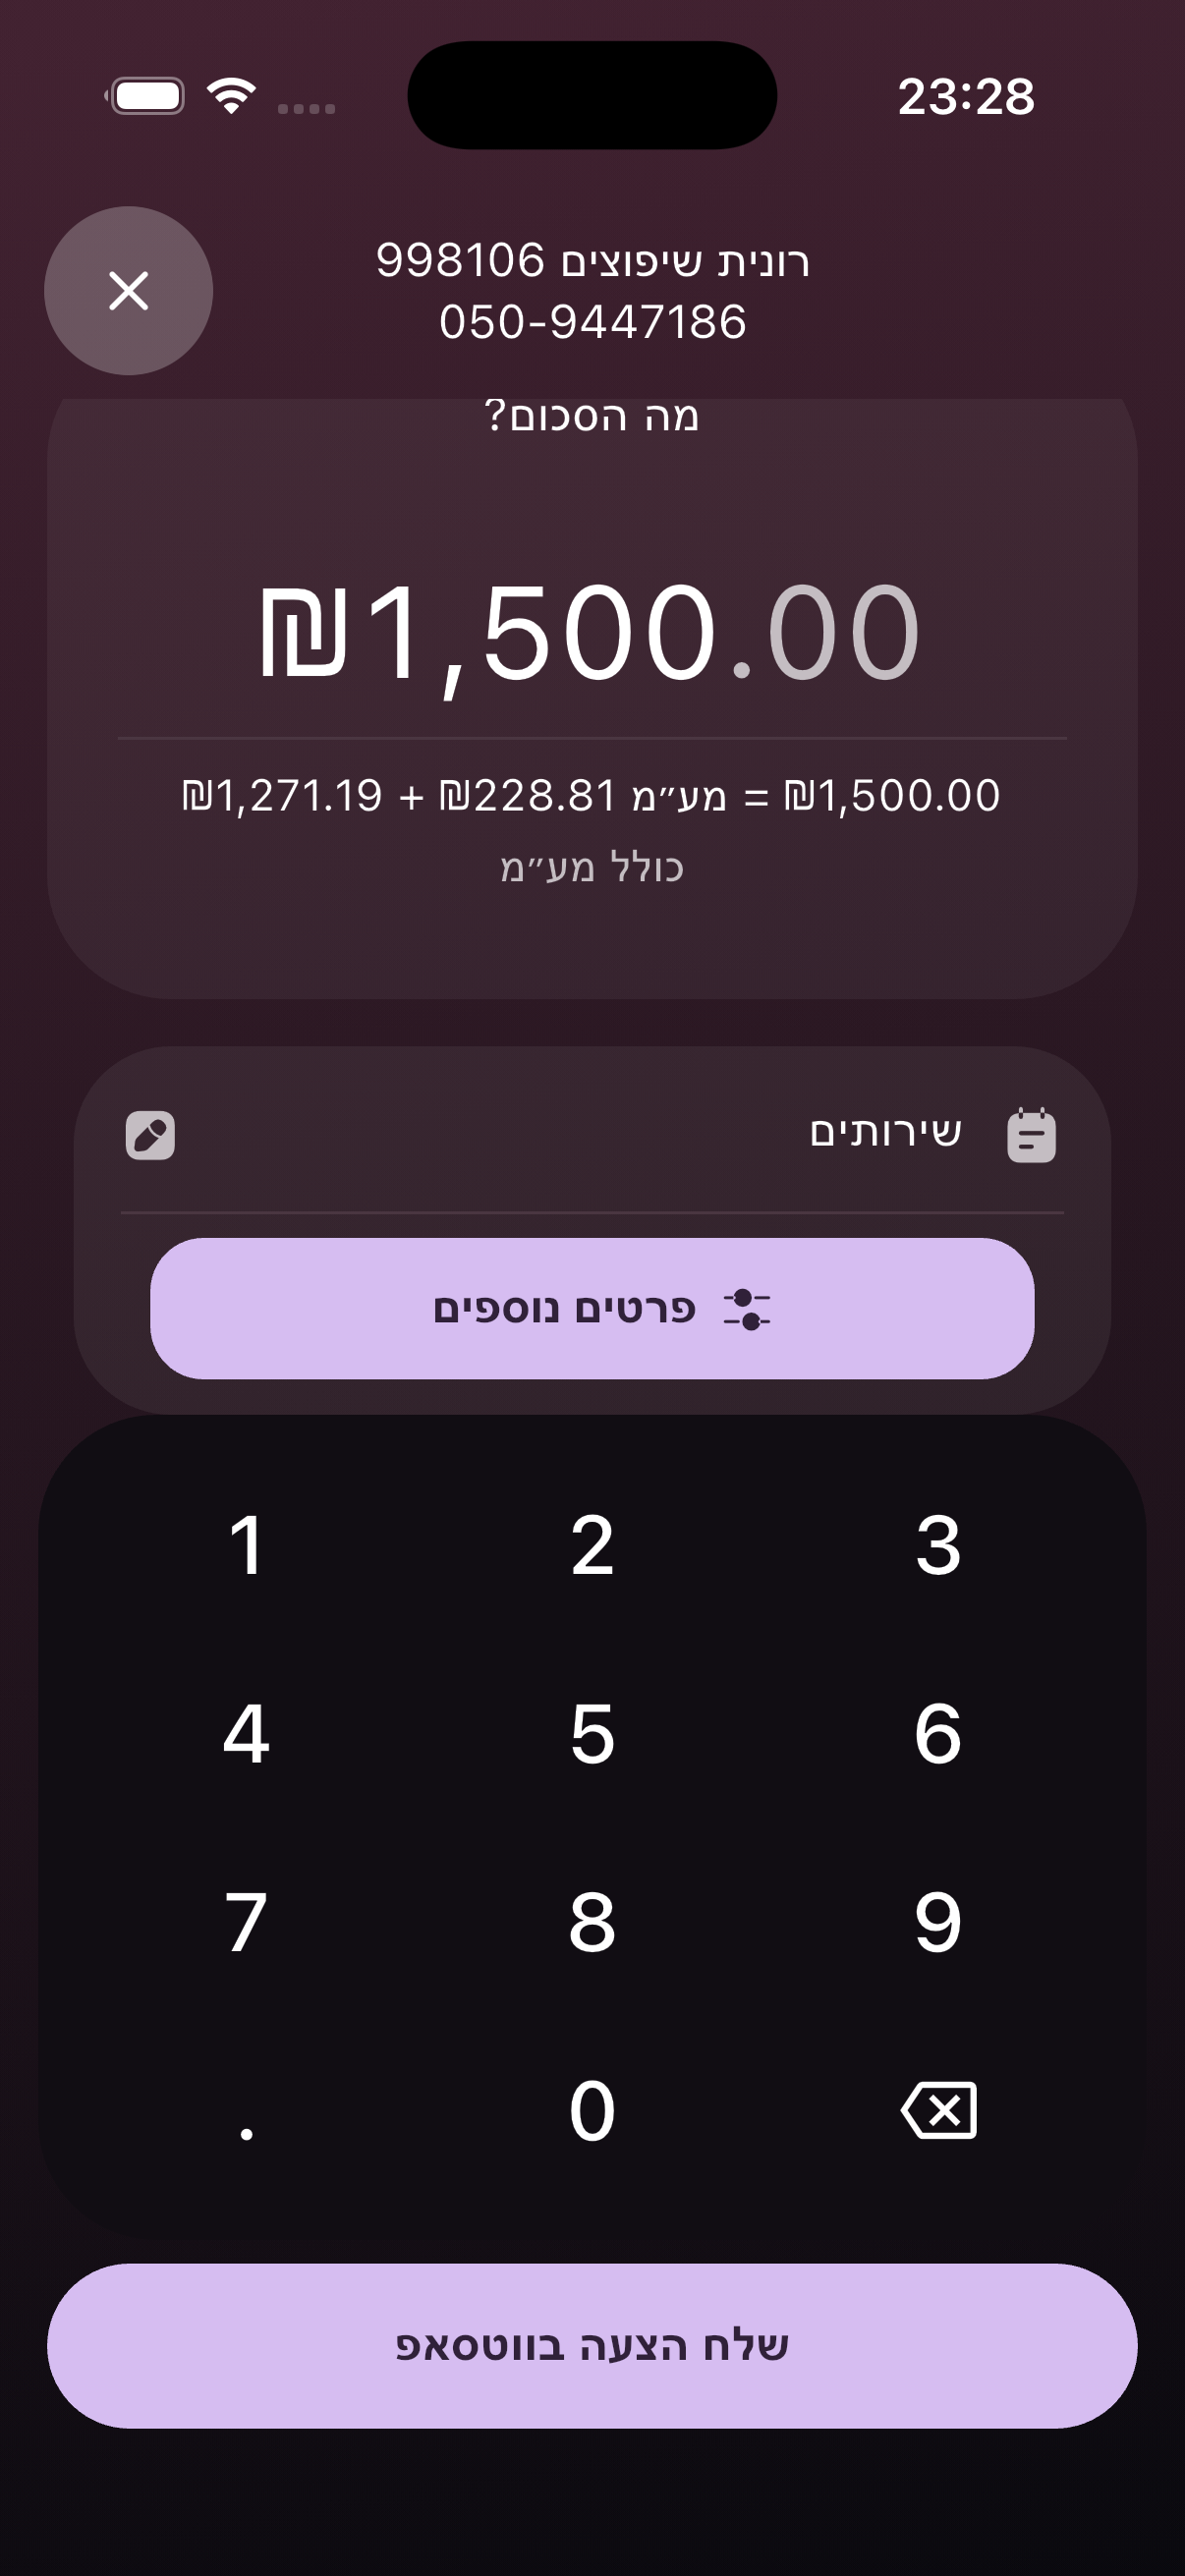 23:28
רונית שיפוצים 998106
050-9447186
מה הסכום?
₪1,500.00
₪1,271.19 + ₪228.81 מע״מ = ₪1,500.00
כולל מע״מ
שירותים
פרטים נוספים
1 2 3
4 5 6
7 8 9
. 0
שלח הצעה בווטסאפ